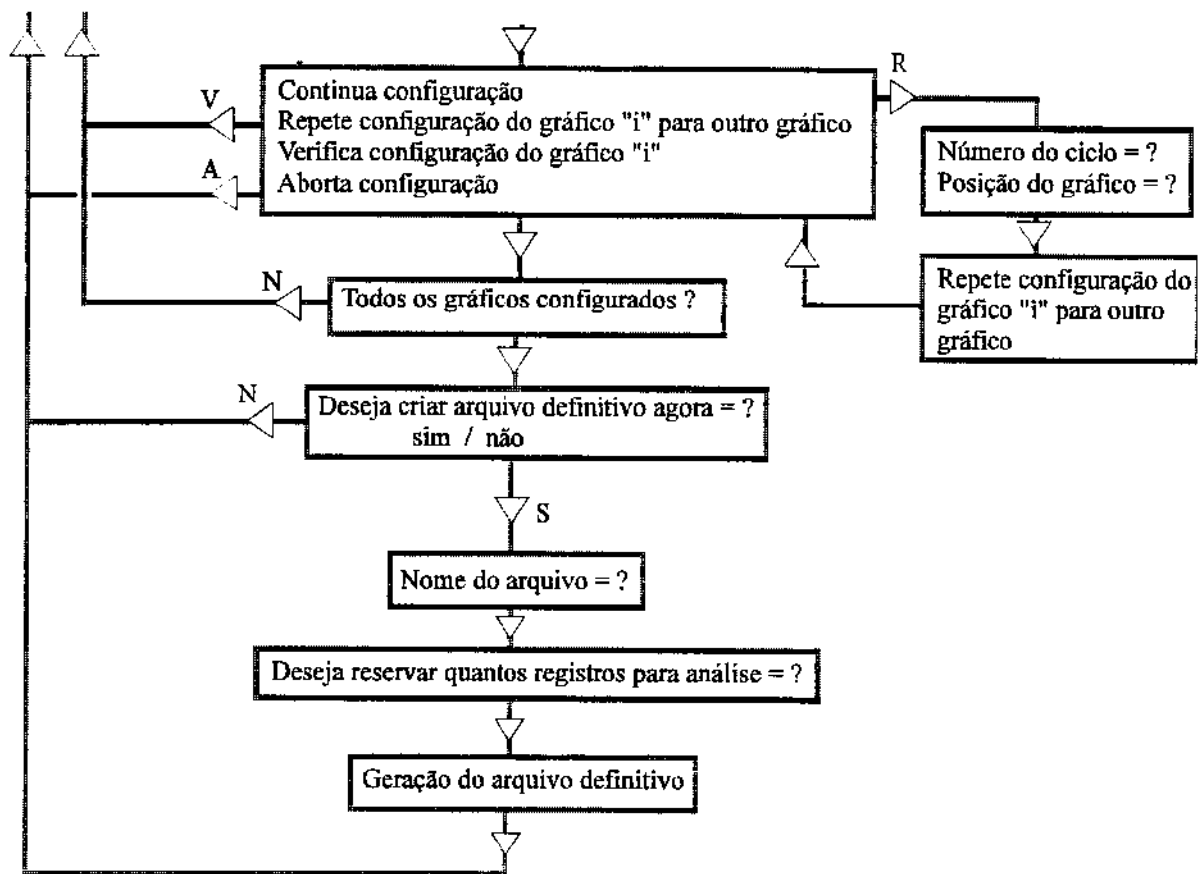 R
V
Continua configuração
Repete configuração do gráfico "i" para outro gráfico
Verifica configuração do gráfico "i"
Aborta configuração
A
Número do ciclo = ?
Posição do gráfico = ?
N
Todos os gráficos configurados ?
Repete configuração do
gráfico "i" para outro
gráfico
N
Deseja criar arquivo definitivo agora = ?
sim / não
S
Nome do arquivo = ?
Deseja reservar quantos registros para análise = ?
Geração do arquivo definitivo